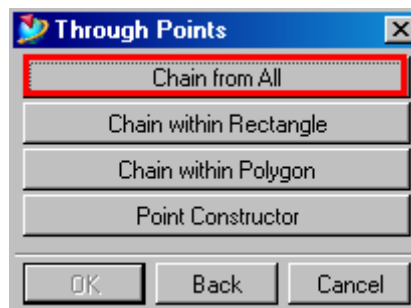 Through Points
Chain from All
Chain within Rectangle
Chain within Polygon
Point Constructor
OK Back Cancel